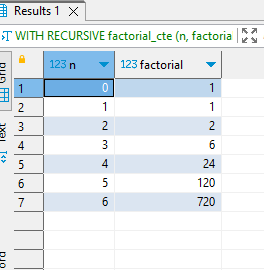 Results 1
WITH RECURSIVE factorial_cte (n, factoria
Grid
Text
123 n 123 factorial
1 0 1
2 1 1
3 2 2
4 3 6
5 4 24
6 5 120
7 6 720